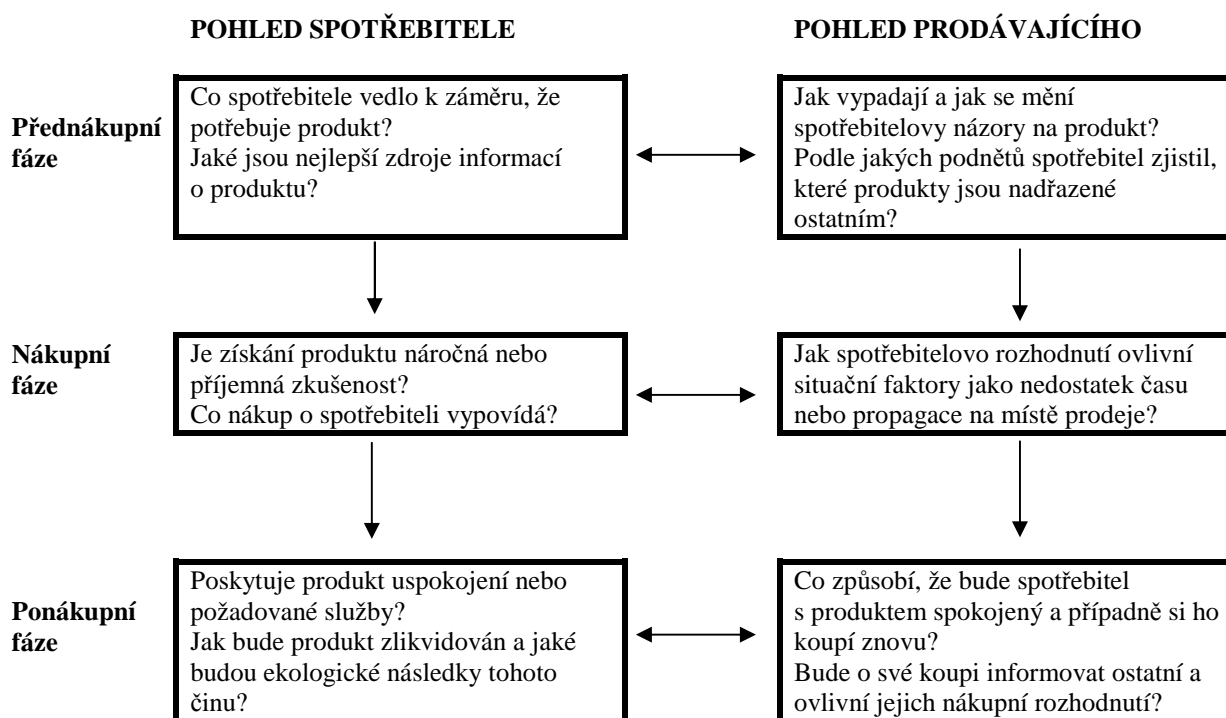 POHLED SPOTŘEBITELE
POHLED PRODÁVAJÍCÍHO
Přednákupní
fáze
Co spotřebitele vedlo k záměru, že
potřebuje produkt?
Jaké jsou nejlepší zdroje informací
o produktu?
Jak vypadají a jak se mění
spotřebitelovy názory na produkt?
Podle jakých podnětů spotřebitel zjistil,
které produkty jsou nadřazené
ostatním?
Nákupní
fáze
Je získání produktu náročná nebo
příjemná zkušenost?
Co nákup o spotřebiteli vypovídá?
Jak spotřebitelovo rozhodnutí ovlivní
situační faktory jako nedostatek času
nebo propagace na místě prodeje?
Ponákupní
fáze
Poskytuje produkt uspokojení nebo
požadované služby?
Jak bude produkt zlikvidován a jaké
budou ekologické následky tohoto
činu?
Co způsobí, že bude spotřebitel
s produktem spokojený a případně si ho
koupí znovu?
Bude o své koupi informovat ostatní a
ovlivní jejich nákupní rozhodnutí?